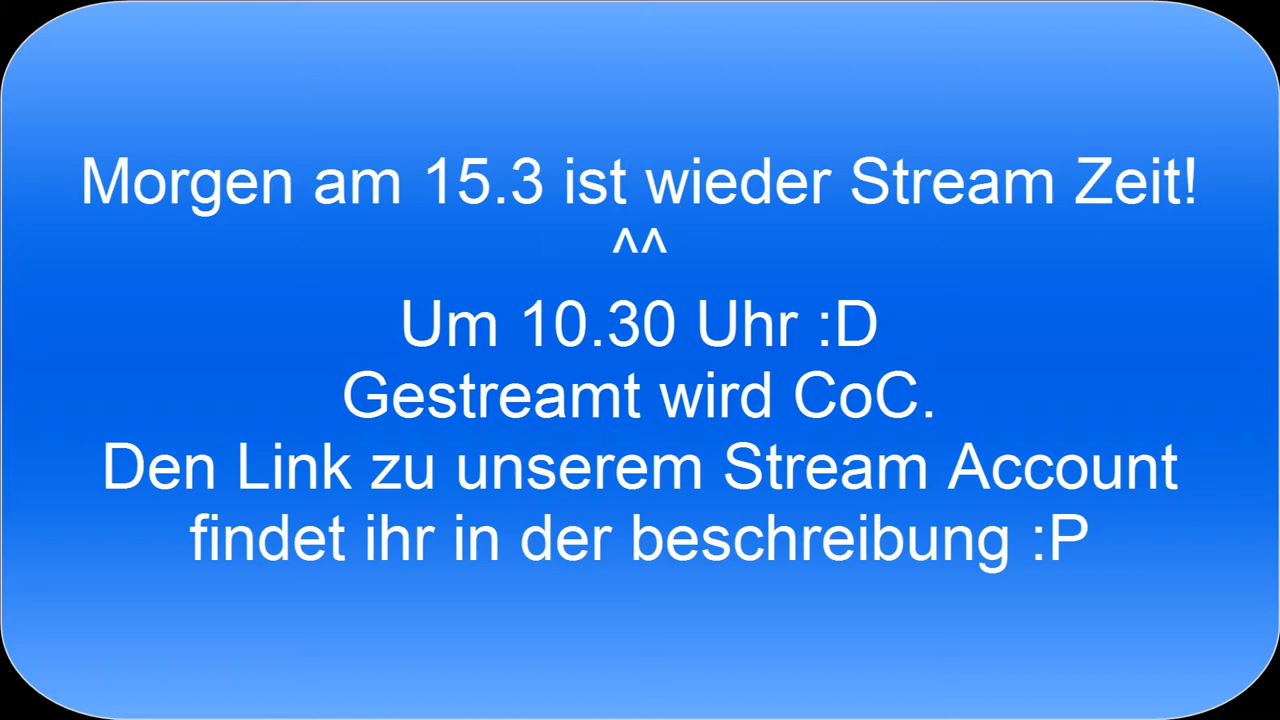 Morgen am 15.3 ist wieder Stream Zeit!
^^
Um 10.30 Uhr :D
Gestreamt wird CoC.
Den Link zu unserem Stream Account
findet ihr in der beschreibung :P